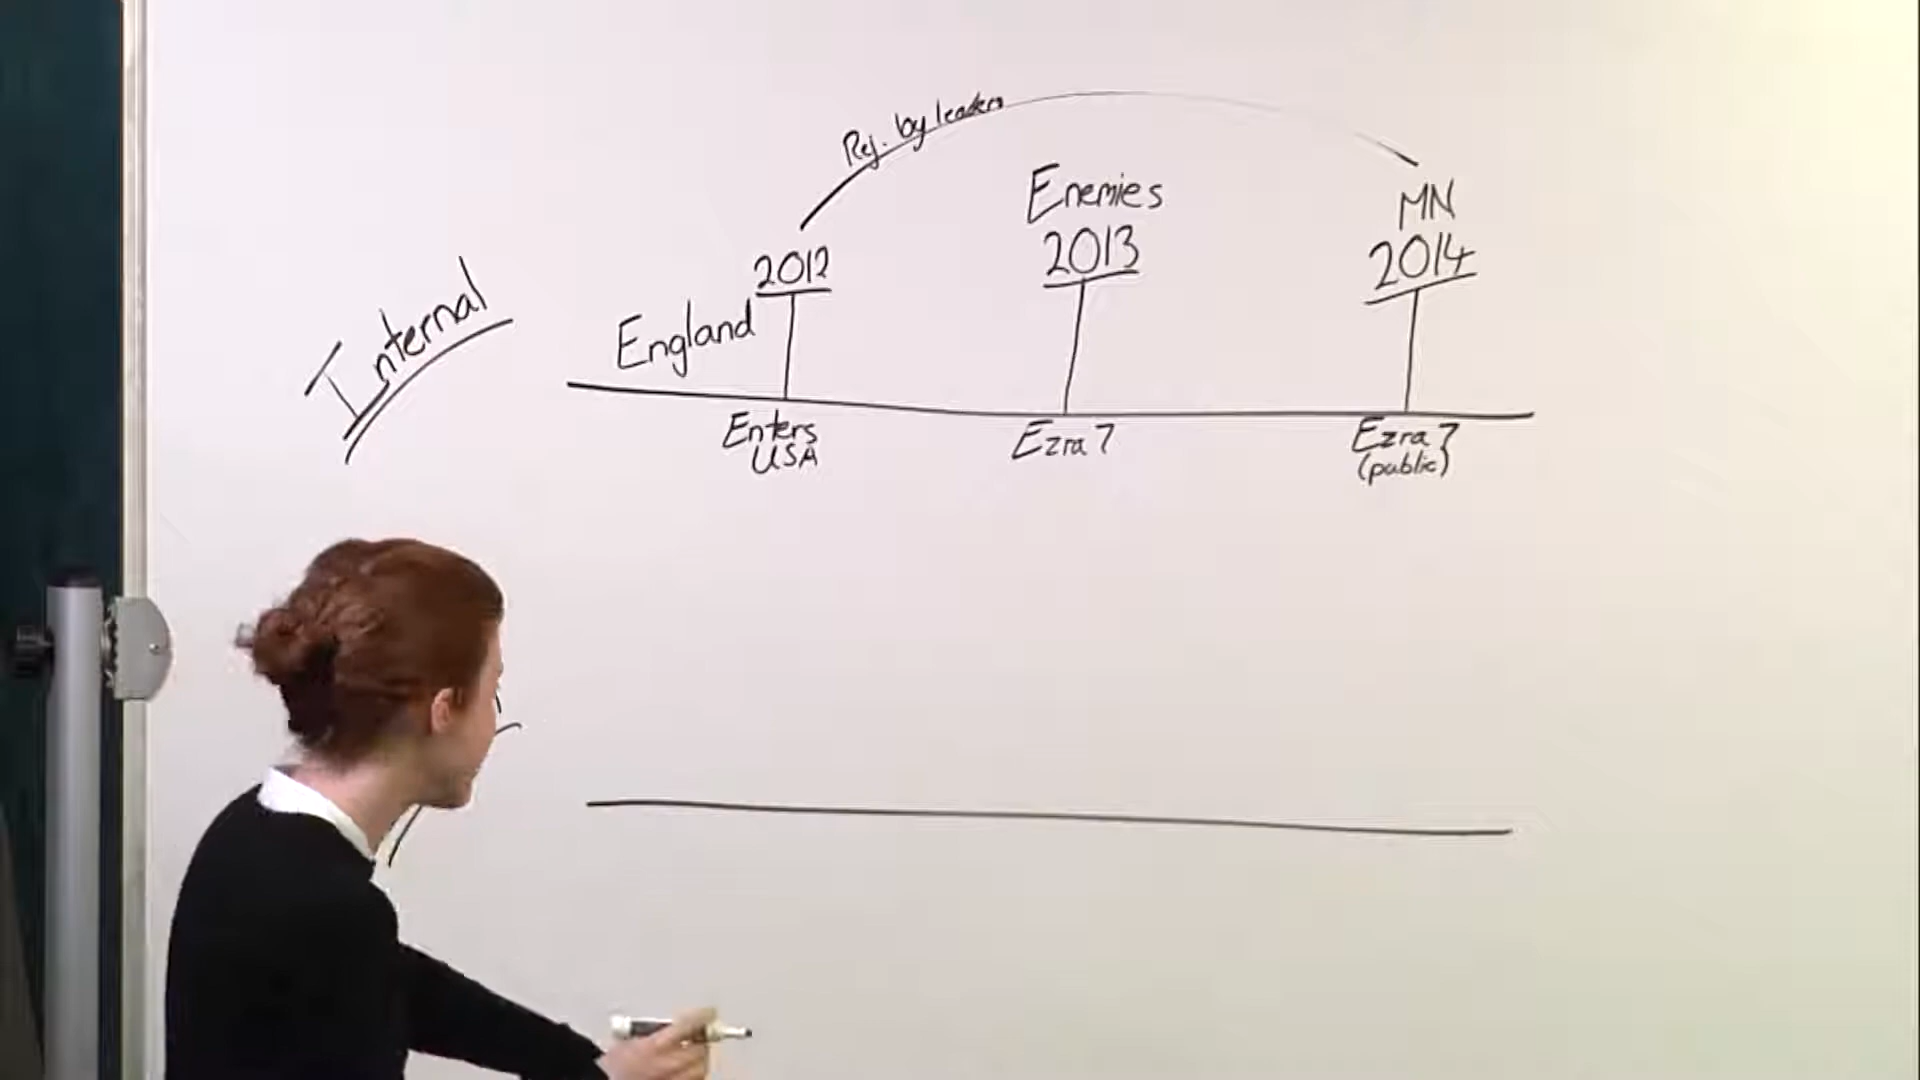 Rej. by leaders
Enemies
MN
2012
2013
2014
Internal
England
Enters
USA
Ezra 7
Ezra 7
(public)